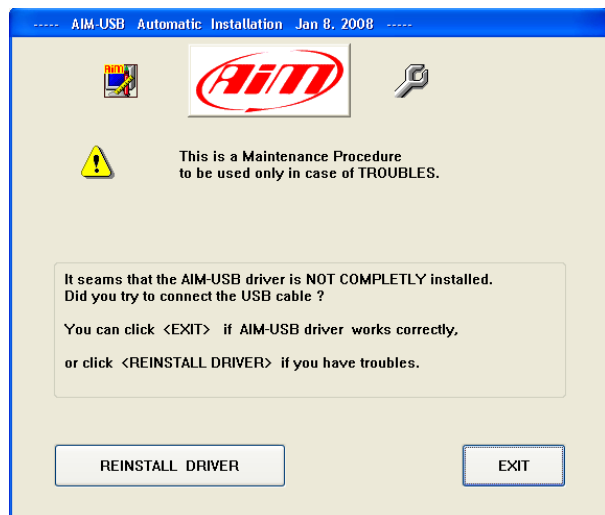 ----- AIM-USB Automatic Installation Jan 8. 2008 -----
AiM
AiM
This is a Maintenance Procedure
to be used only in case of TROUBLES.
It seams that the AIM-USB driver is NOT COMPLETLY installed.
Did you try to connect the USB cable ?
You can click <EXIT> if AIM-USB driver works correctly,
or click <REINSTALL DRIVER> if you have troubles.
REINSTALL DRIVER
EXIT